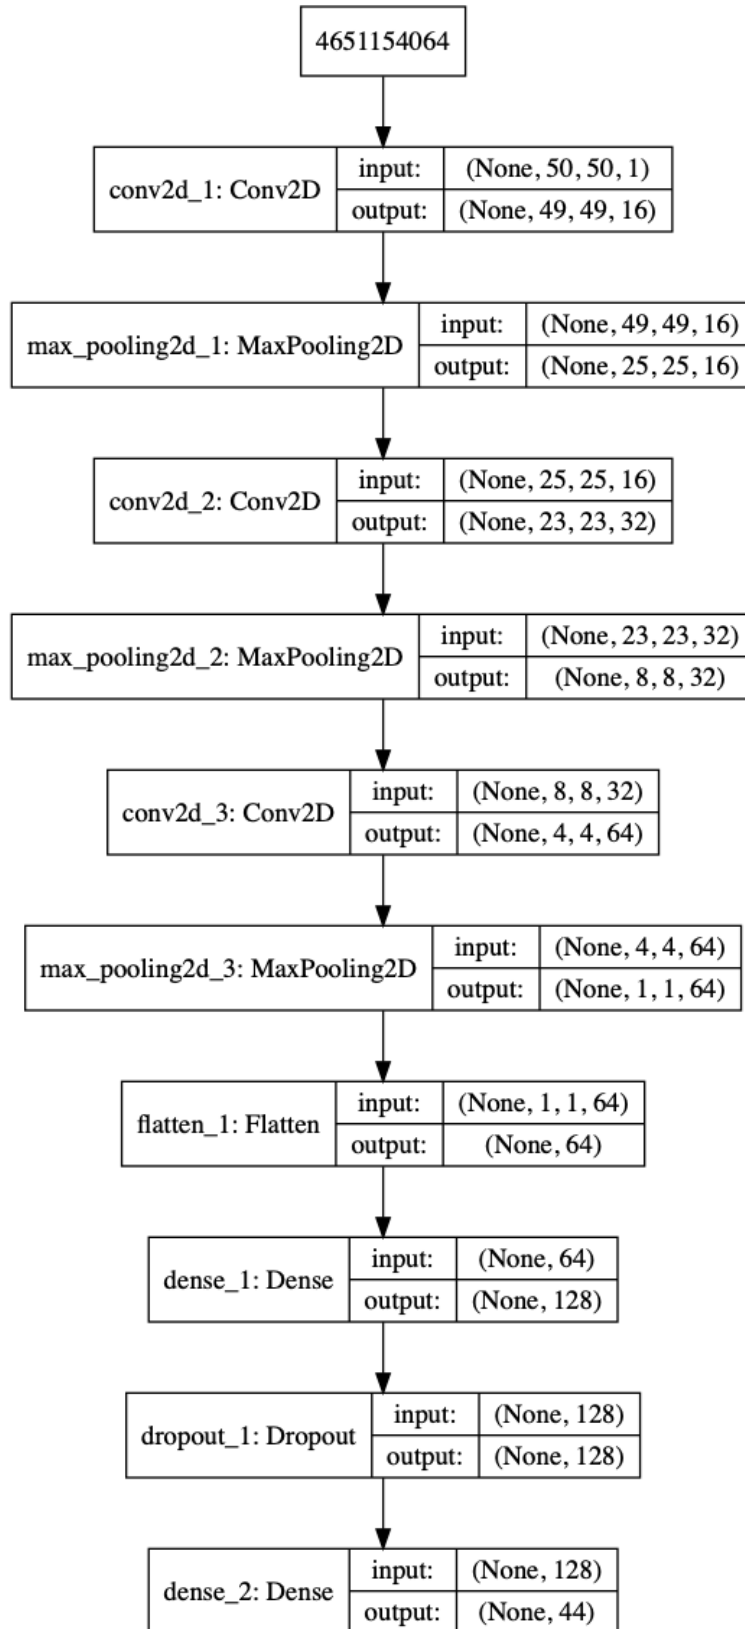 4651154064
conv2d_1: Conv2D
input: (None, 50, 50, 1)
output: (None, 49, 49, 16)
max_pooling2d_1: MaxPooling2D
input: (None, 49, 49, 16)
output: (None, 25, 25, 16)
conv2d_2: Conv2D
input: (None, 25, 25, 16)
output: (None, 23, 23, 32)
max_pooling2d_2: MaxPooling2D
input: (None, 23, 23, 32)
output: (None, 8, 8, 32)
conv2d_3: Conv2D
input: (None, 8, 8, 32)
output: (None, 4, 4, 64)
max_pooling2d_3: MaxPooling2D
input: (None, 4, 4, 64)
output: (None, 1, 1, 64)
flatten_1: Flatten
input: (None, 1, 1, 64)
output: (None, 64)
dense_1: Dense
input: (None, 64)
output: (None, 128)
dropout_1: Dropout
input: (None, 128)
output: (None, 128)
dense_2: Dense
input: (None, 128)
output: (None, 44)